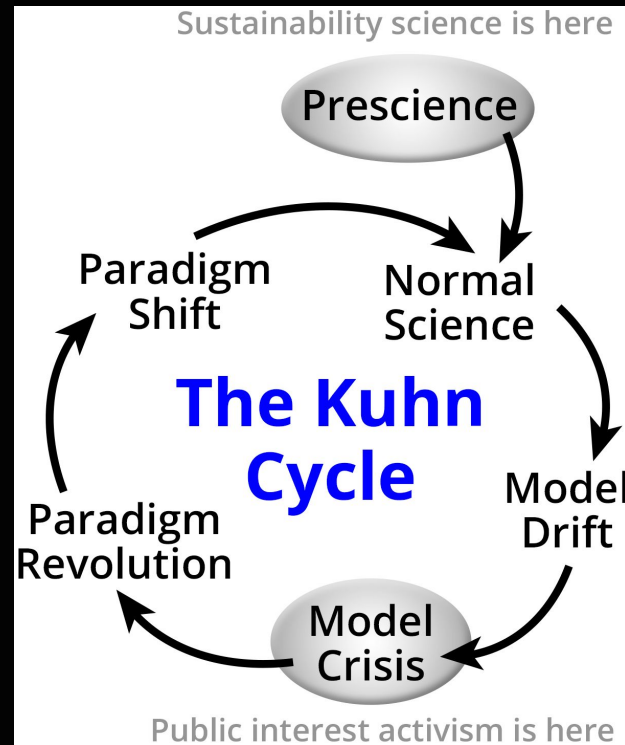 Sustainability science is here
Prescience
Paradigm
Shift
Normal
Science
The Kuhn
Cycle
Model
Drift
Paradigm
Revolution
Model
Crisis
Public interest activism is here